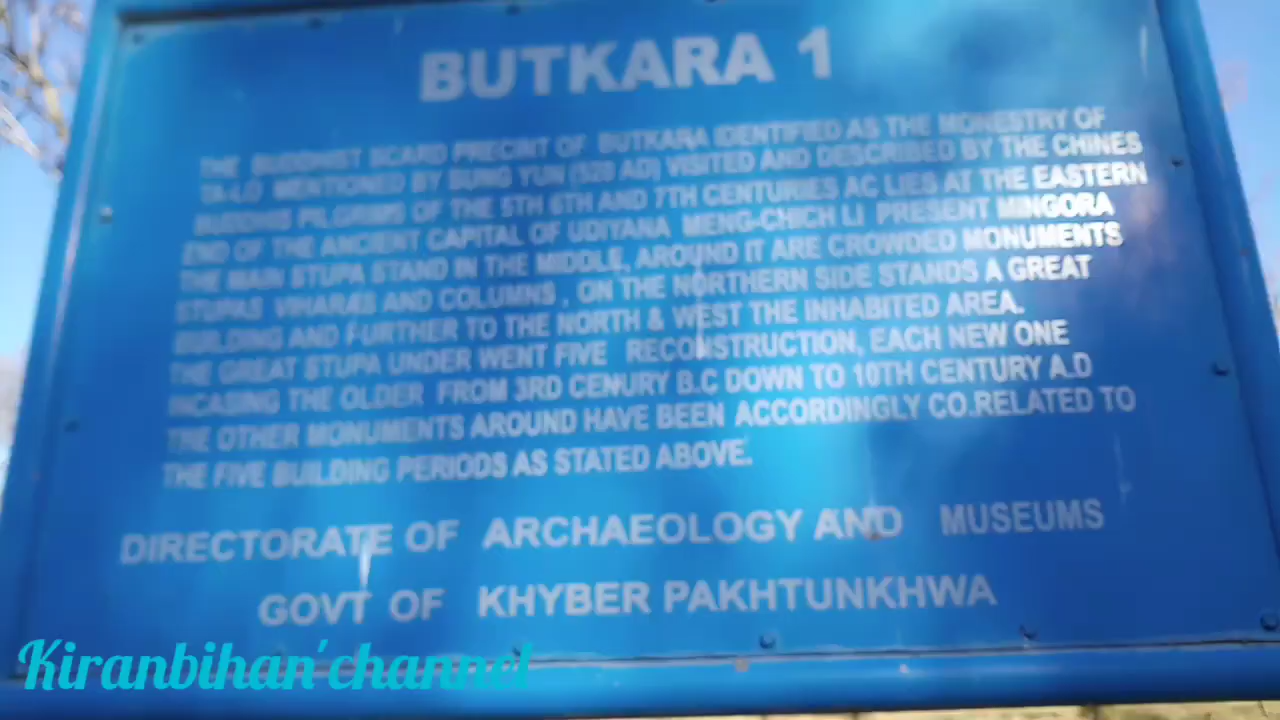 BUTKARA 1
THE BUDDHIST SCARD PRECINT OF BUTKARA IDENTIFIED AS THE MONESTRY OF
TA-LO MENTIONED BY SUNG YUN (520 AD) VISITED AND DESCRIBED BY THE CHINES
BUDDHIS PILGRIMS OF THE 5TH 6TH AND 7TH CENTURIES AC LIES AT THE EASTERN
END OF THE ANCIENT CAPITAL OF UDIYANA MENG-CHICH LI PRESENT MINGORA
THE MAIN STUPA STAND IN THE MIDDLE, AROUND IT ARE CROWDED MONUMENTS
STUPAS VIHARAS AND COLUMNS , ON THE NORTHERN SIDE STANDS A GREAT
BUILDING AND FURTHER TO THE NORTH & WEST THE INHABITED AREA.
THE GREAT STUPA UNDER WENT FIVE RECONSTRUCTION, EACH NEW ONE
INCASING THE OLDER FROM 3RD CENURY B.C DOWN TO 10TH CENTURY A.D
THE OTHER MONUMENTS AROUND HAVE BEEN ACCORDINGLY CO.RELATED TO
THE FIVE BUILDING PERIODS AS STATED ABOVE.
DIRECTORATE OF ARCHAEOLOGY AND MUSEUMS
GOVT OF KHYBER PAKHTUNKHWA
Kiranbihan'channel